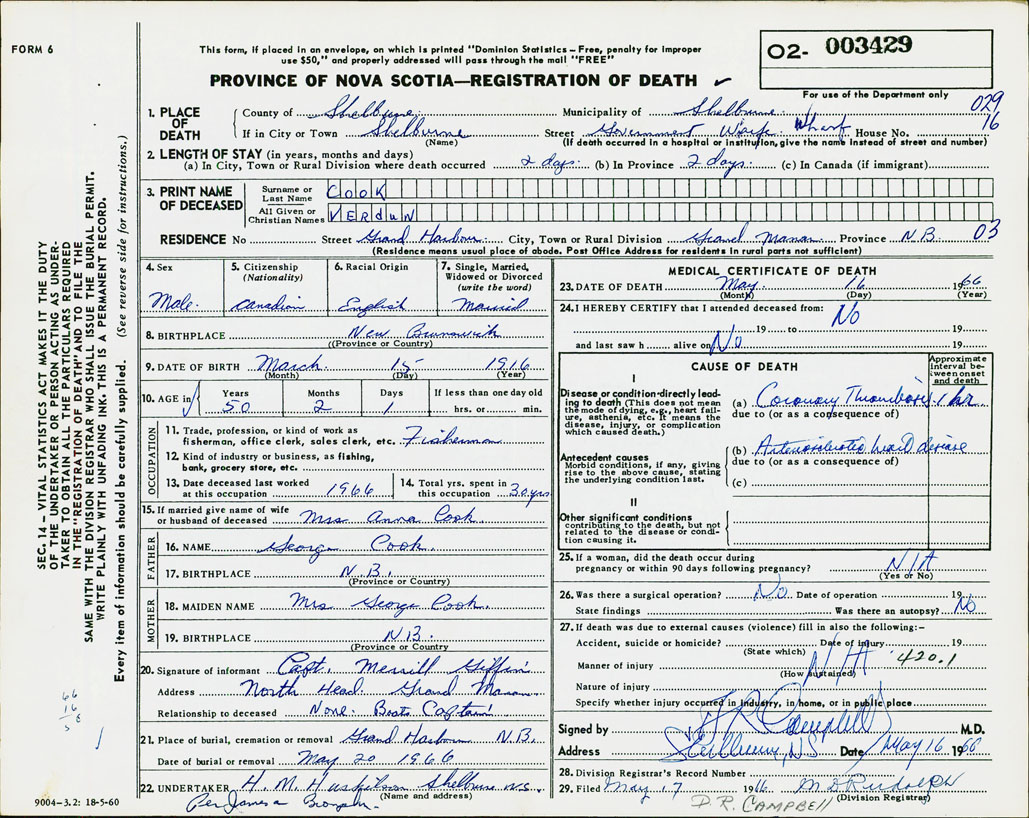 FORM 6
This form, if placed in an envelope, on which is printed "Dominion Statistics – Free, penalty for improper
use $50," and properly addressed will pass through the mail "FREE"
PROVINCE OF NOVA SCOTIA—REGISTRATION OF DEATH
02- 003429
For use of the Department only
029
16
1. PLACE OF DEATH
County of Shelburne Municipality of Shelburne
If in City or Town Shelburne Street Government Wharf House No.
(Name) (If death occurred in a hospital or institution, give the name instead of street and number)
2. LENGTH OF STAY (in years, months and days)
(a) In City, Town or Rural Division where death occurred 2 days. (b) In Province 2 days. (c) In Canada (if immigrant)
3. PRINT NAME OF DECEASED
Surname or Last Name COOK
All Given or Christian Names VERDUN
RESIDENCE No Street Grand Harbour City, Town or Rural Division Grand Manan Province N.B. 03
(Residence means usual place of abode. Post Office Address for residents in rural parts not sufficient)
4. Sex
Male.
5. Citizenship (Nationality)
Canadian
6. Racial Origin
English
7. Single, Married, Widowed or Divorced (write the word)
Married
8. BIRTHPLACE New Brunswick
((Province or Country)
9. DATE OF BIRTH March 15 1916
(Month) (Day) (Year)
10. AGE in Years Months Days If less than one day old
50 2 1 hrs. or min.
OCCUPATION
11. Trade, profession, or kind of work as
fisherman, office clerk, sales clerk, etc. Fisherman
12. Kind of industry or business, as fishing,
bank, grocery store, etc.
13. Date deceased last worked
at this occupation 1966
14. Total yrs. spent in
this occupation 30 yrs
15. If married give name of wife
or husband of deceased Mrs Anna Cook.
FATHER
16. NAME George Cook.
17. BIRTHPLACE N.B.
(Province or Country)
MOTHER
18. MAIDEN NAME Mrs George Cook.
19. BIRTHPLACE N.B.
(Province or Country)
20. Signature of informant Capt Merrill Giffin
Address North Head Grand Manan
Relationship to deceased None. Boats Captain
21. Place of burial, cremation or removal Grand Harbour N.B.
Date of burial or removal May 20 1966
22. UNDERTAKER H. M. Huskilson Shelburne N.S.
(Name and address)
Per James
9004-3.2: 18-5-60
MEDICAL CERTIFICATE OF DEATH
23. DATE OF DEATH May 16 1966
(Month) (Day) (Year)
24. I HEREBY CERTIFY that I attended deceased from: No
19 to 19
and last saw h alive on No 19
CAUSE OF DEATH
Approximate interval between onset and death
I
Disease or condition directly leading to death (This does not mean the mode of dying, e.g., heart failure, asthenia, etc. It means the disease, injury, or complication which caused death.)
(a) Coronary Thrombosis 1 hr
due to (or as a consequence of)
Antecedent causes
Morbid conditions, if any, giving rise to the above cause, stating the underlying condition last.
(b) Arteriosclerotic heart disease
due to (or as a consequence of)
(c)
II
Other significant conditions
contributing to the death, but not related to the disease or condition causing it.
25. If a woman, did the death occur during
pregnancy or within 90 days following pregnancy? N/A
(Yes or No)
26. Was there a surgical operation? No. Date of operation 19
State findings Was there an autopsy? No
27. If death was due to external causes (violence) fill in also the following:–
Accident, suicide or homicide? Date of injury 19
(State which)
Manner of injury N/A 420.1
(How sustained)
Nature of injury
Specify whether injury occurred in industry, in home, or in public place
Signed by J R Campbell M.D.
Address Shelburne, N.S Date May 16 1966
28. Division Registrar's Record Number
29. Filed May 17 1966 M D Rudolph
(Division Registrar)
D.R. CAMPBELL
SEC. 14 – VITAL STATISTICS ACT MAKES IT THE DUTY
OF THE UNDERTAKER OR PERSON ACTING AS UNDER-
TAKER TO OBTAIN ALL THE PARTICULARS REQUIRED
IN THE "REGISTRATION OF DEATH" AND TO FILE THE
SAME WITH THE DIVISION REGISTRAR WHO SHALL ISSUE THE BURIAL PERMIT.
WRITE PLAINLY WITH UNFADING INK. THIS IS A PERMANENT RECORD.
Every item of information should be carefully supplied. (See reverse side for instructions.)
66
16